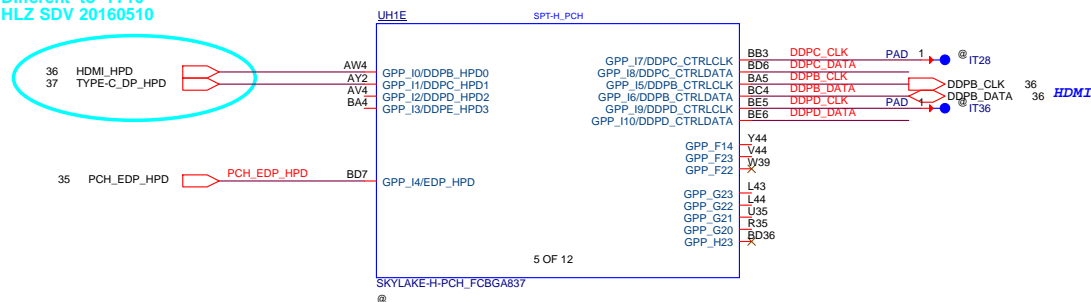 HLZ SDV 20160510
UH1E
SPT-H_PCH
36 HDMI_HPD
37 TYPE-C_DP_HPD
AW4
AY2
AV4
BA4
GPP_I0/DDPB_HPD0
GPP_I1/DDPC_HPD1
GPP_I2/DDPD_HPD2
GPP_I3/DDPE_HPD3
GPP_I7/DDPC_CTRLCLK
GPP_I8/DDPC_CTRLDATA
GPP_I5/DDPB_CTRLCLK
GPP_I6/DDPB_CTRLDATA
GPP_I9/DDPD_CTRLCLK
GPP_I10/DDPD_CTRLDATA
BB3 DDPC_CLK PAD 1 @ IT28
BD6 DDPC_DATA
BA5 DDPB_CLK DDPB_CLK 36
BC4 DDPB_DATA DDPB_DATA 36 HDMI
BE5 DDPD_CLK PAD 1 @ IT36
BE6 DDPD_DATA
GPP_F14 Y44
GPP_F23 V44
GPP_F22 W39
35 PCH_EDP_HPD PCH_EDP_HPD BD7 GPP_I4/EDP_HPD
GPP_G23 L43
GPP_G22 L44
GPP_G21 U35
GPP_G20 R35
GPP_H23 BD36
5 OF 12
SKYLAKE-H-PCH_FCBGA837
@